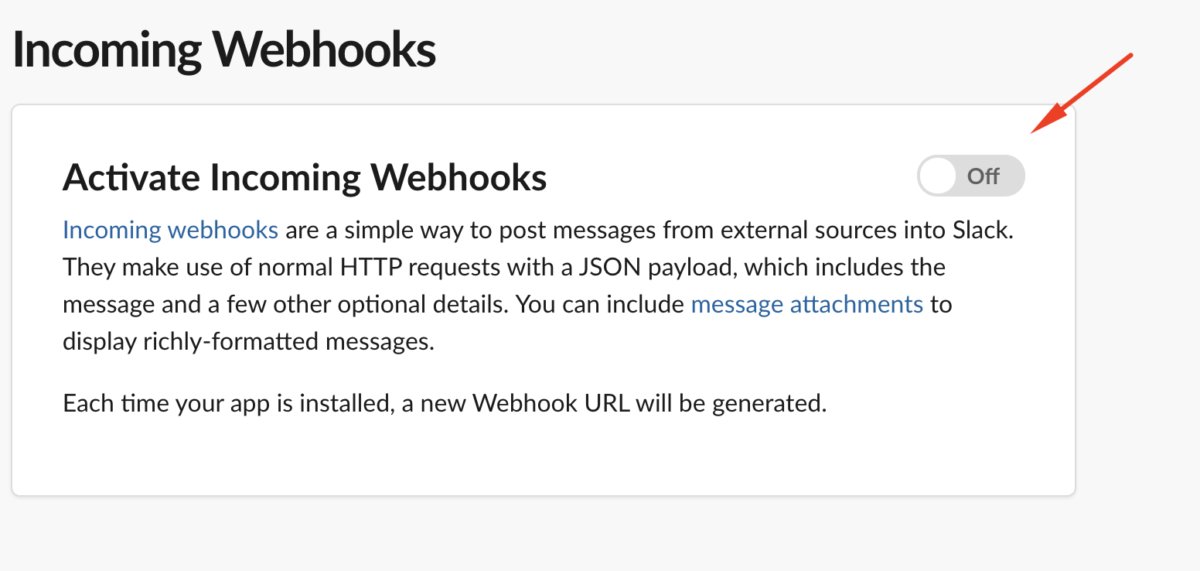 Incoming Webhooks
Activate Incoming Webhooks
Off
Incoming webhooks are a simple way to post messages from external sources into Slack.
They make use of normal HTTP requests with a JSON payload, which includes the
message and a few other optional details. You can include message attachments to
display richly-formatted messages.
Each time your app is installed, a new Webhook URL will be generated.